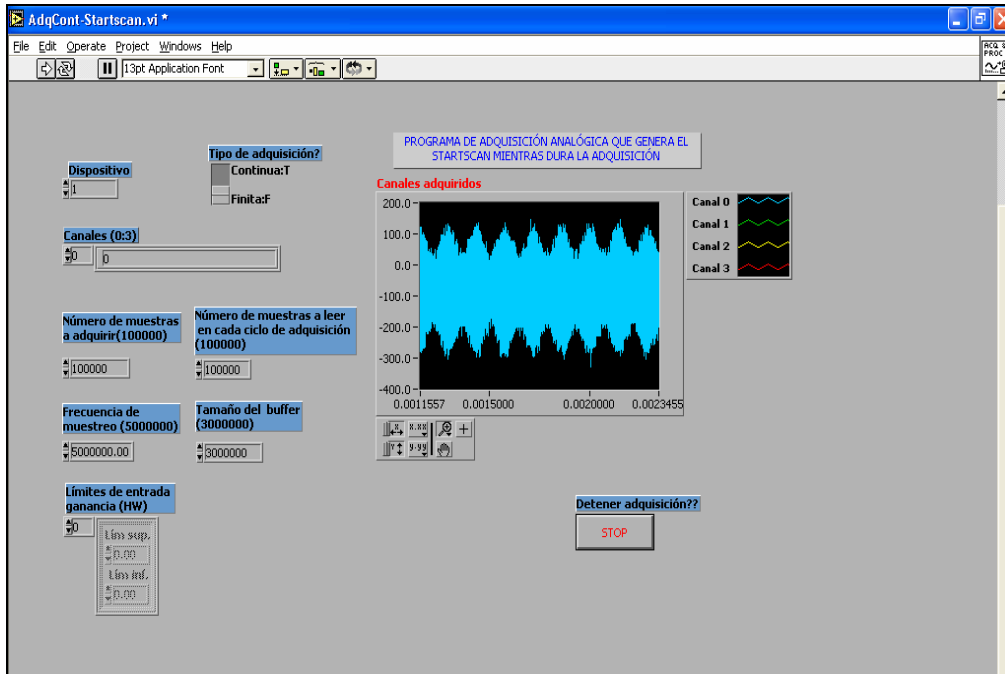 AdqCont-Startscan.vi *
File Edit Operate Project Windows Help
13pt Application Font
ACQ
PROC
PROGRAMA DE ADQUISICIÓN ANALÓGICA QUE GENERA EL
STARTSCAN MIENTRAS DURA LA ADQUISICIÓN
Tipo de adquisición?
Continua:T
Finita:F
Dispositivo
1
Canales (0:3)
0
0
Número de muestras
a adquirir(100000)
100000
Número de muestras a leer
en cada ciclo de adquisición
(100000)
100000
Frecuencia de
muestreo (5000000)
5000000.00
Tamaño del buffer
(3000000)
3000000
Límites de entrada
ganancia (HW)
0
Lím sup.
0.00
Lím inf.
0.00
Canales adquiridos
200.0
100.0
0.0
-100.0
-200.0
-300.0
-400.0
0.0011557 0.0015000 0.0020000 0.0023455
Canal 0
Canal 1
Canal 2
Canal 3
X.XX
Y.YY
Detener adquisición??
STOP